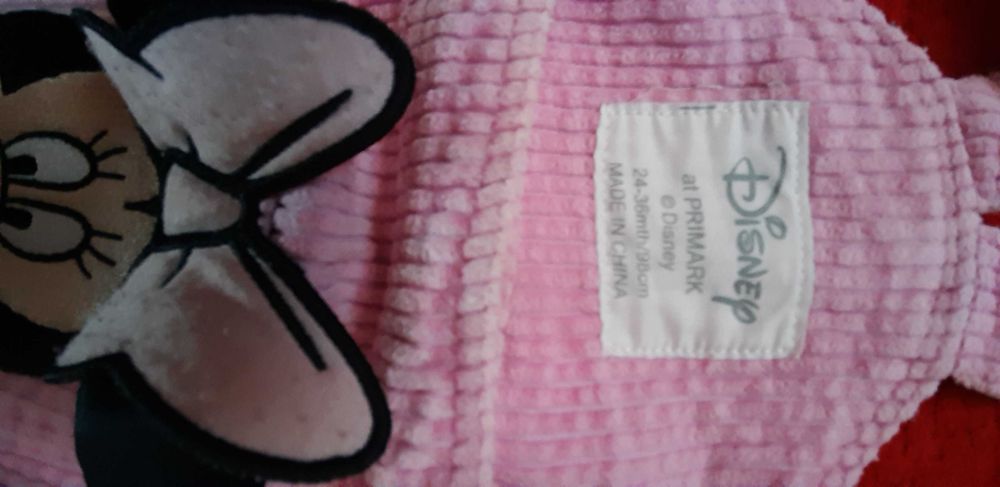 Disney
at PRIMARK
© Disney
24-36mth/98cm
MADE IN CHINA